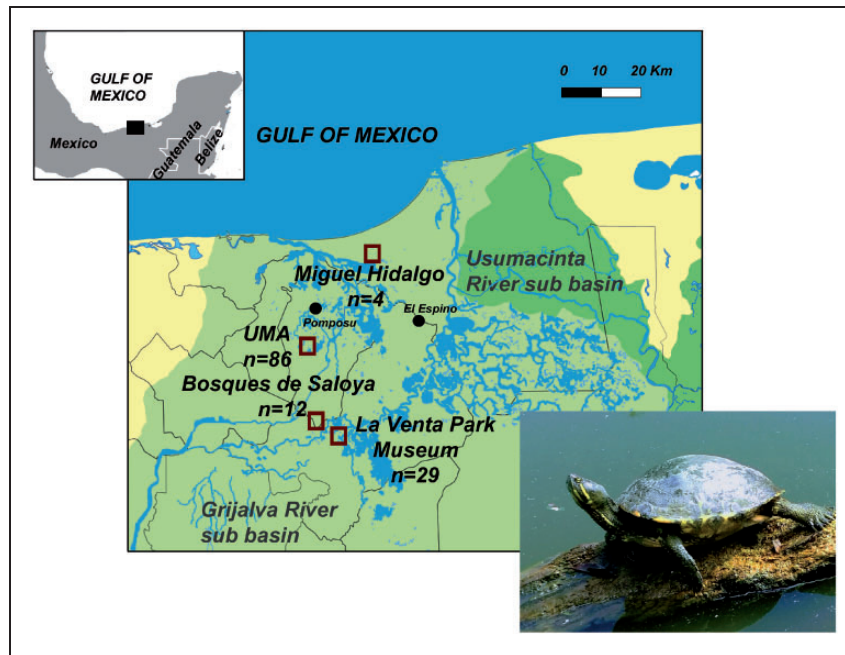 GULF OF
MEXICO
Mexico
Guatemala
Belize
0 10 20 Km
GULF OF MEXICO
Usumacinta
River sub basin
Miguel Hidalgo
n=4
El Espino
Pomposu
UMA
n=86
Bosques de Saloya
n=12
La Venta Park
Museum
n=29
Grijalva River
sub basin